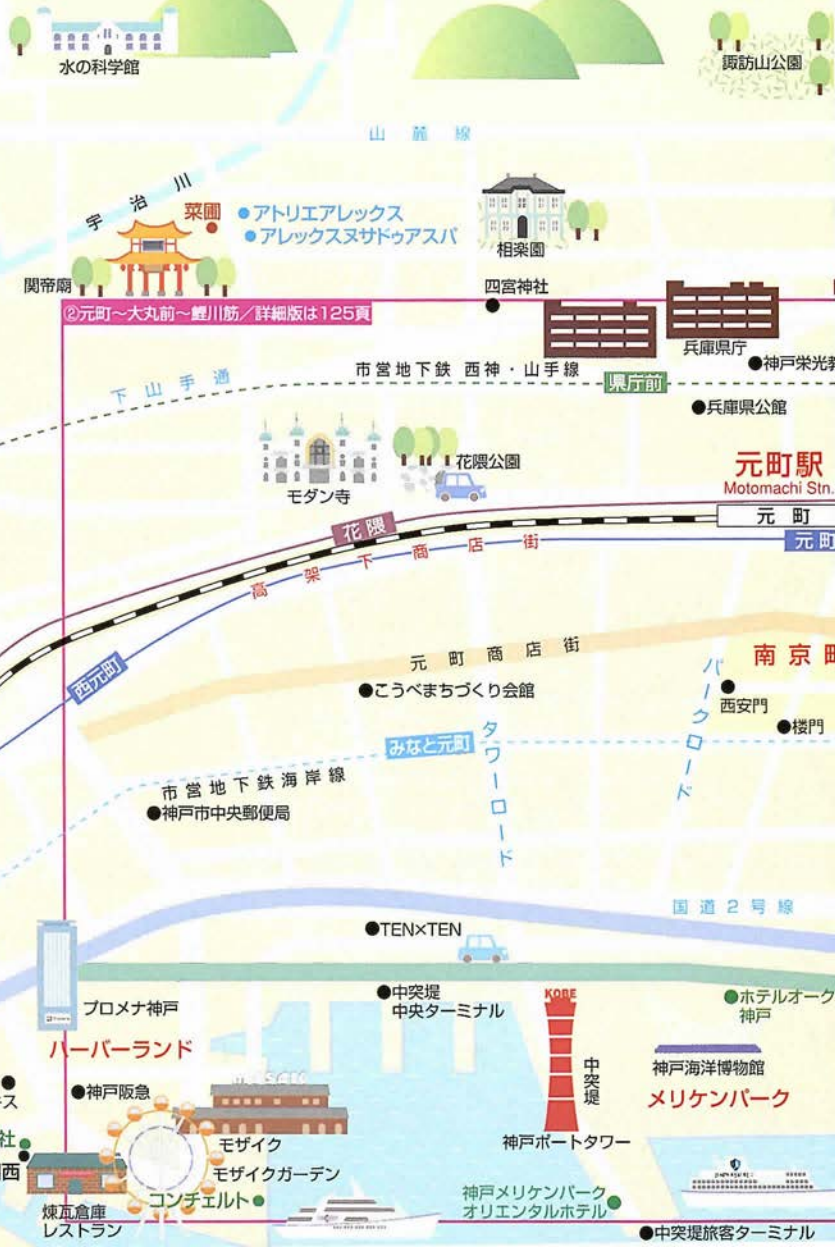 水の科学館
諏訪山公園
山麓線
宇治川
菜圃
アトリエアレックス
アレックスヌサドゥアスパ
相楽園
関帝廟
四宮神社
②元町〜大丸前〜鯉川筋／詳細版は125頁
兵庫県庁
神戸栄光教
市営地下鉄 西神・山手線
県庁前
下山手通
兵庫県公館
花隈公園
モダン寺
元町駅
Motomachi Stn.
元町
花隈
元町
高架下商店街
西元町
元町商店街
南京町
こうべまちづくり会館
パークロード
西安門
楼門
みなと元町
タワーロード
市営地下鉄海岸線
神戸市中央郵便局
国道2号線
TEN×TEN
中突堤
中央ターミナル
KOBE
ホテルオーク
神戸
プロメナ神戸
ハーバーランド
中突堤
神戸海洋博物館
メリケンパーク
神戸阪急
ス
社
西
モザイク
神戸ポートタワー
モザイクガーデン
コンチェルト
神戸メリケンパーク
オリエンタルホテル
煉瓦倉庫
レストラン
中突堤旅客ターミナル